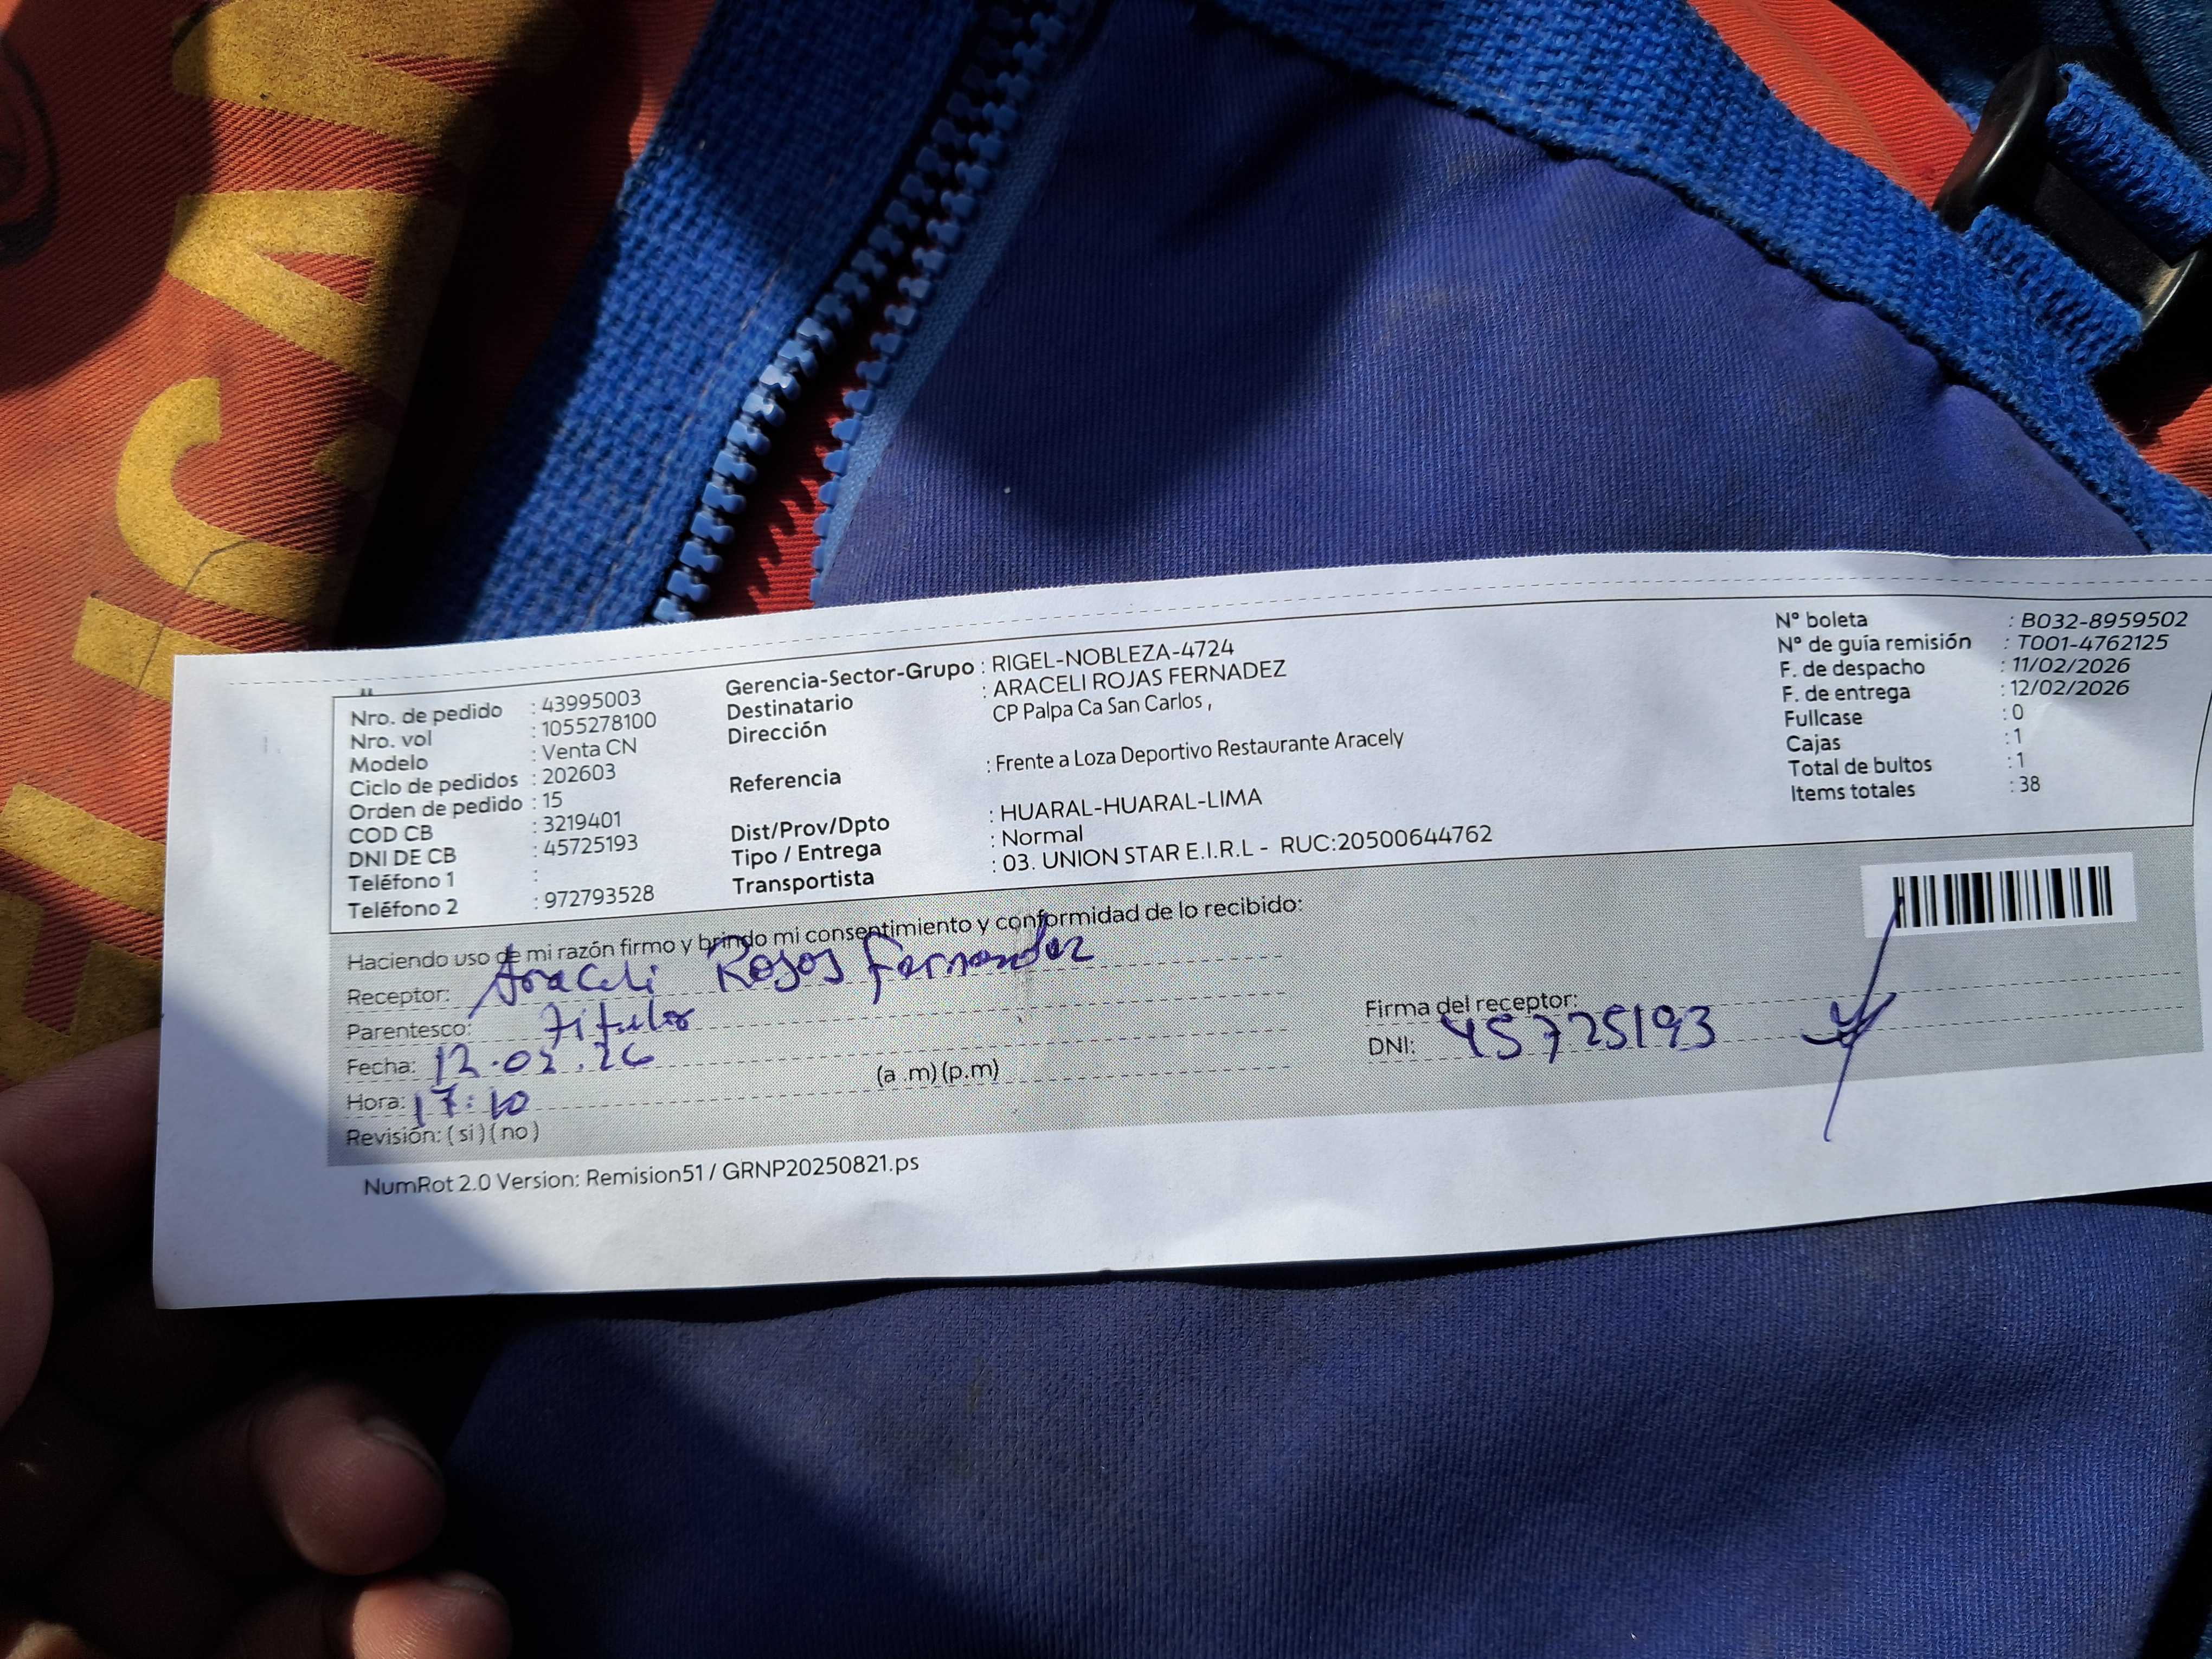 Nro. de pedido : 43995003
Nro. vol : 1055278100
Modelo : Venta CN
Ciclo de pedidos : 202603
Orden de pedido : 15
COD CB : 3219401
DNI DE CB : 45725193
Teléfono 1 :
Teléfono 2 : 972793528
Gerencia-Sector-Grupo : RIGEL-NOBLEZA-4724
Destinatario : ARACELI ROJAS FERNADEZ
Dirección CP Palpa Ca San Carlos ,
Referencia : Frente a Loza Deportivo Restaurante Aracely
Dist/Prov/Dpto : HUARAL-HUARAL-LIMA
Tipo / Entrega : Normal
Transportista : 03. UNION STAR E.I.R.L - RUC:20500644762
N° boleta : B032-8959502
N° de guía remisión : T001-4762125
F. de despacho : 11/02/2026
F. de entrega : 12/02/2026
Fullcase : 0
Cajas : 1
Total de bultos : 1
Items totales : 38
Haciendo uso de mi razón firmo y brindo mi consentimiento y conformidad de lo recibido:
Receptor: Araceli Rojas Fernandez
Parentesco: Titular
Fecha: 12.02.26
Hora: 17:10 (a .m) (p.m)
Revisión: ( si ) ( no )
Firma del receptor:
DNI: 45725193
NumRot 2.0 Version: Remision51 / GRNP20250821.ps